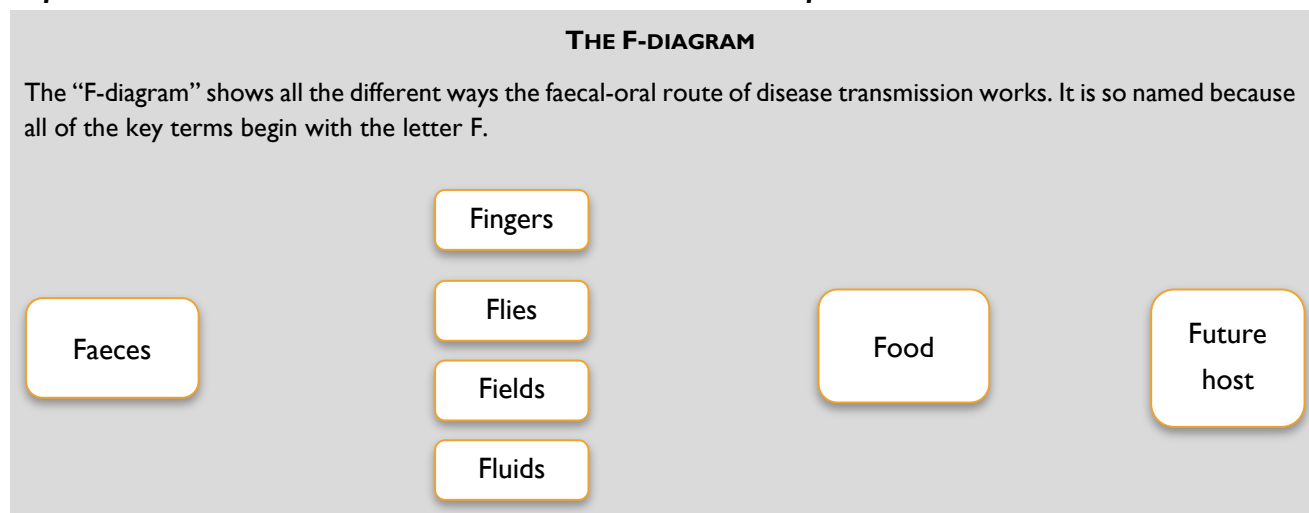 THE F-DIAGRAM
The “F-diagram” shows all the different ways the faecal-oral route of disease transmission works. It is so named because
all of the key terms begin with the letter F.
Fingers
Flies
Faeces
Fields
Fluids
Food
Future
host